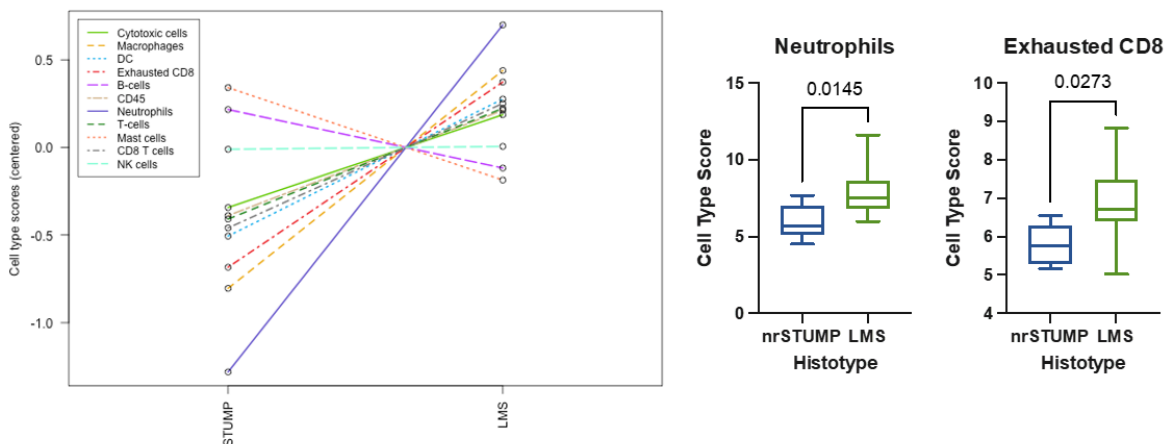 Cell type scores (centered)
0.5
0.0
-0.5
-1.0
Cytotoxic cells
Macrophages
DC
Exhausted CD8
B-cells
CD45
Neutrophils
T-cells
Mast cells
CD8 T cells
NK cells
STUMP
LMS
Neutrophils
Cell Type Score
15
10
5
0
0.0145
nrSTUMP LMS
Histotype
Exhausted CD8
Cell Type Score
10
9
8
7
6
5
4
0.0273
nrSTUMP LMS
Histotype